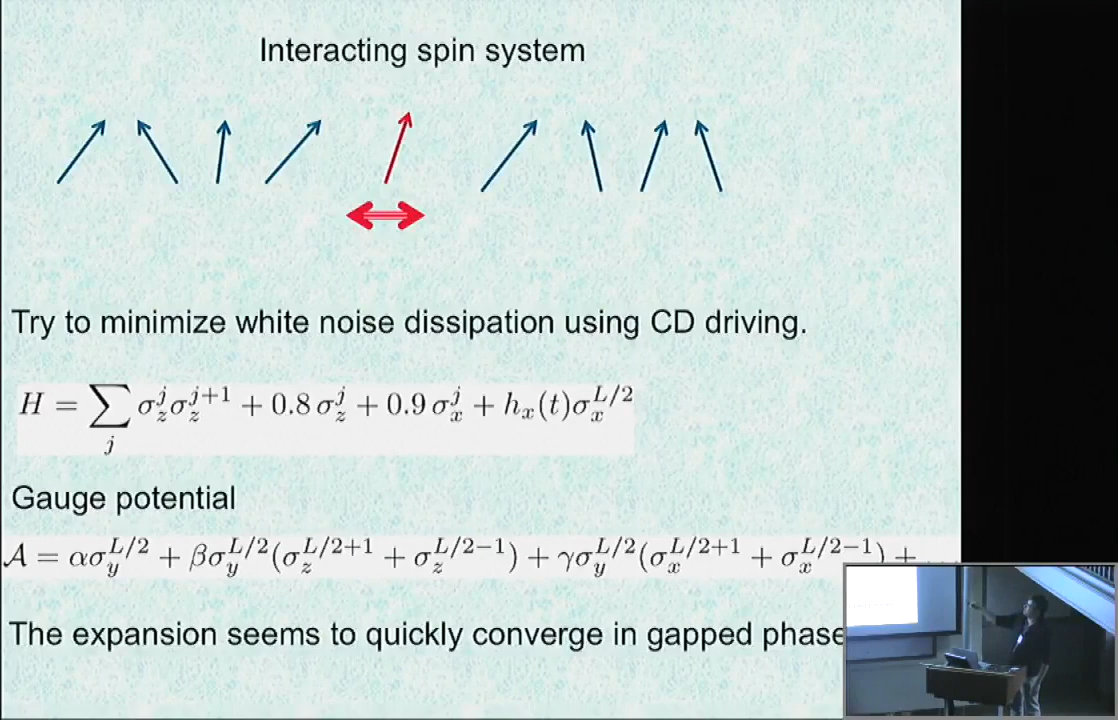 Interacting spin system
Try to minimize white noise dissipation using CD driving.
H = ∑_j σ_z^j σ_z^{j+1} + 0.8 σ_z^j + 0.9 σ_x^j + h_x(t)σ_x^{L/2}
Gauge potential
𝒜 = ασ_y^{L/2} + βσ_y^{L/2}(σ_z^{L/2+1} + σ_z^{L/2−1}) + γσ_y^{L/2}(σ_x^{L/2+1} + σ_x^{L/2−1}) + ...
The expansion seems to quickly converge in gapped phase